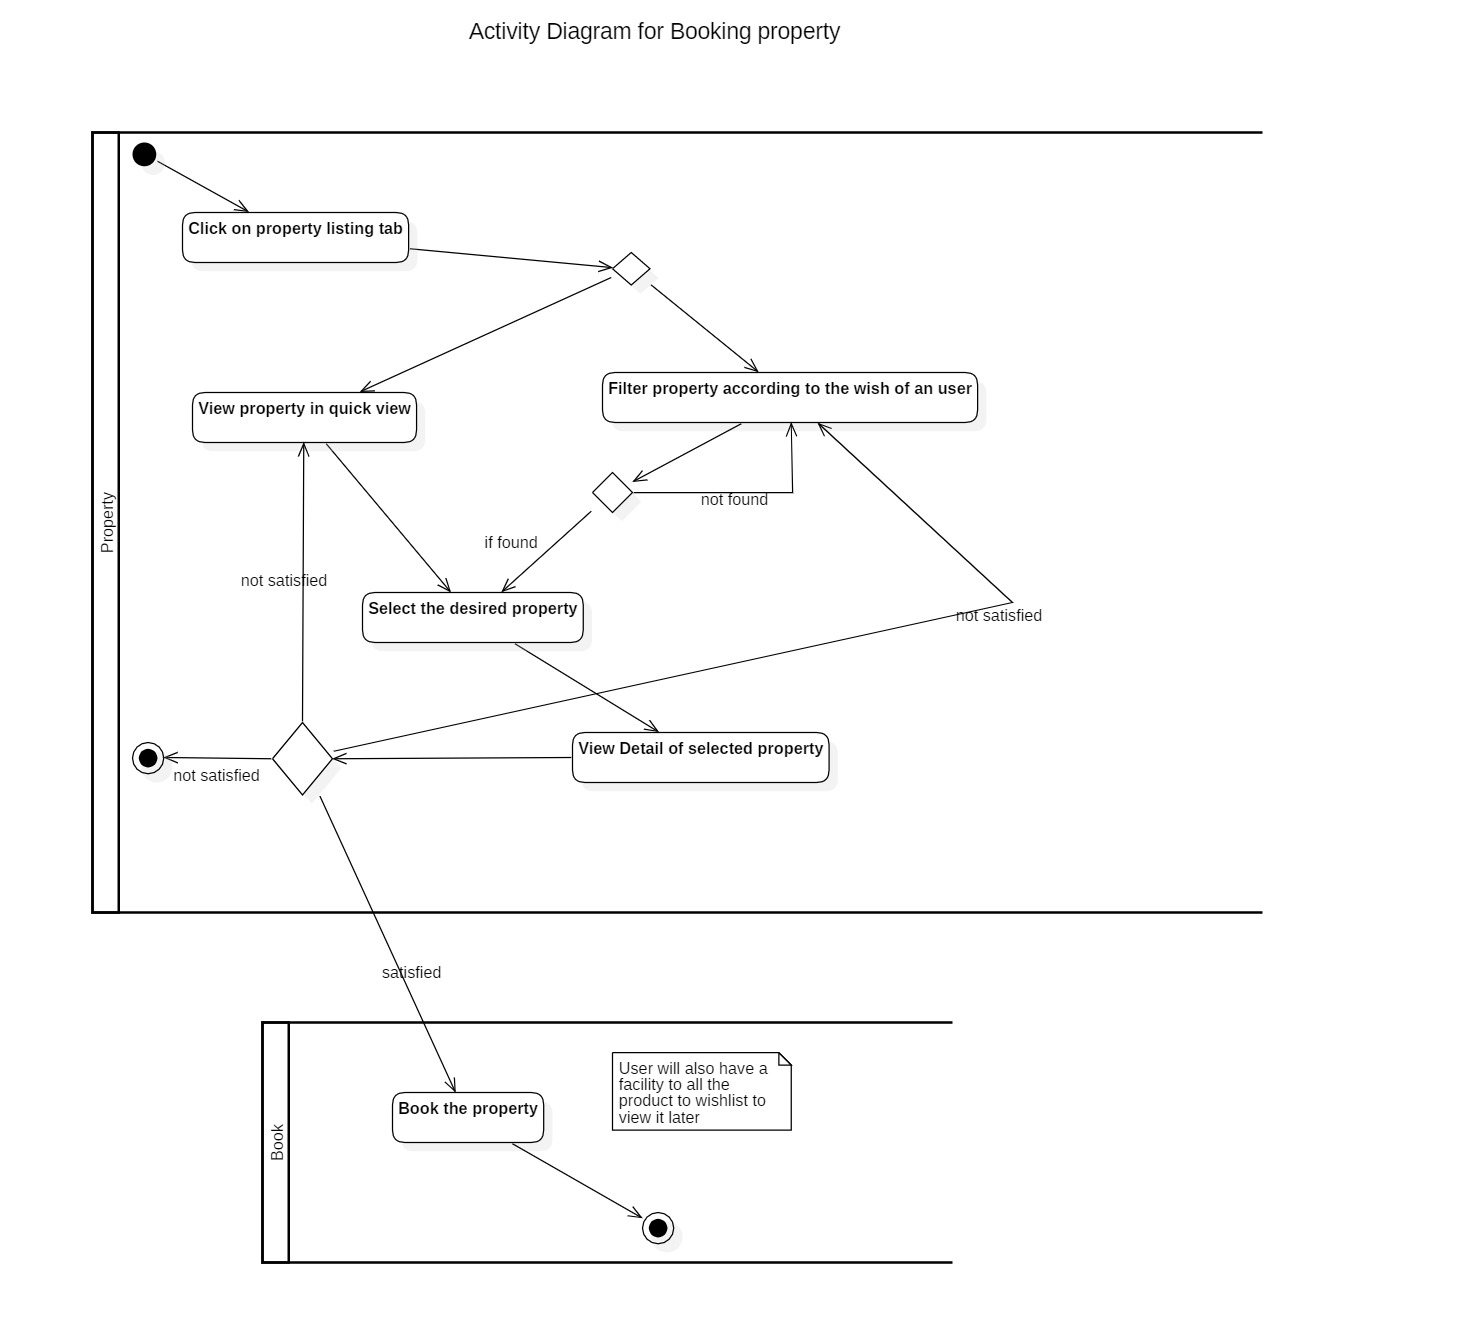 Activity Diagram for Booking property
Property
Click on property listing tab
View property in quick view
Filter property according to the wish of an user
not found
if found
not satisfied
Select the desired property
not satisfied
View Detail of selected property
not satisfied
satisfied
Book
Book the property
User will also have a
facility to all the
product to wishlist to
view it later